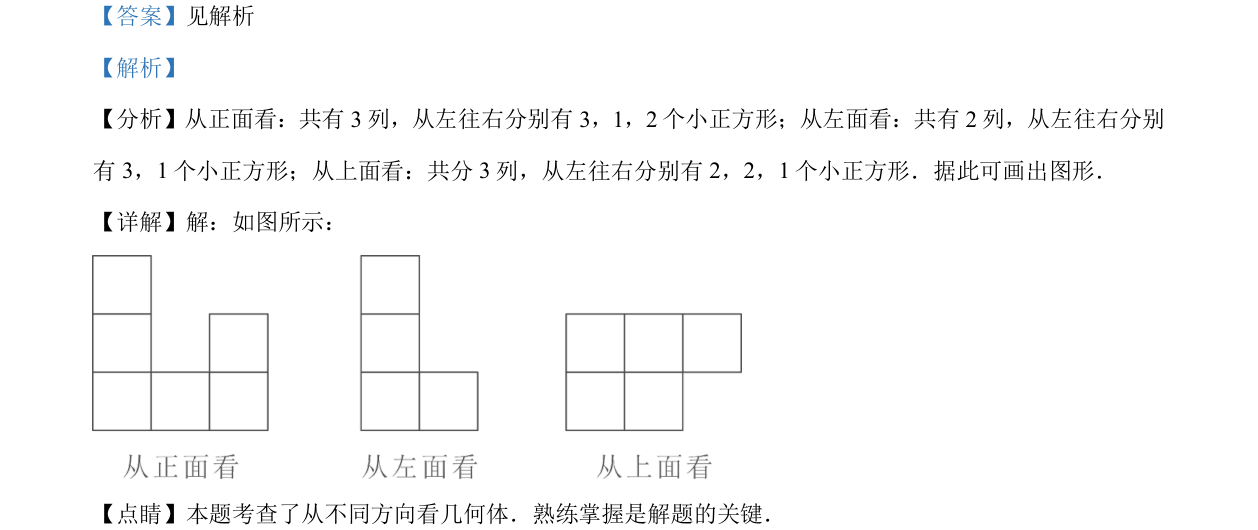 【答案】见解析
【解析】
【分析】从正面看：共有 3 列，从左往右分别有 3，1，2 个小正方形；从左面看：共有 2 列，从左往右分别
有 3，1 个小正方形；从上面看：共分 3 列，从左往右分别有 2，2，1 个小正方形．据此可画出图形．
【详解】解：如图所示：
从正面看 从左面看 从上面看
【点睛】本题考查了从不同方向看几何体．熟练掌握是解题的关键．